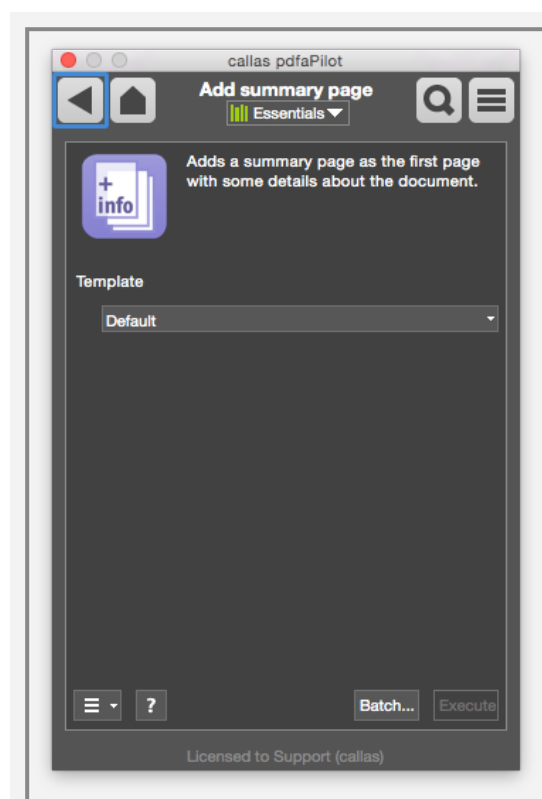 callas pdfaPilot
Add summary page
Essentials
+
info
Adds a summary page as the first page
with some details about the document.
Template
Default
?
Batch...
Execute
Licensed to Support (callas)